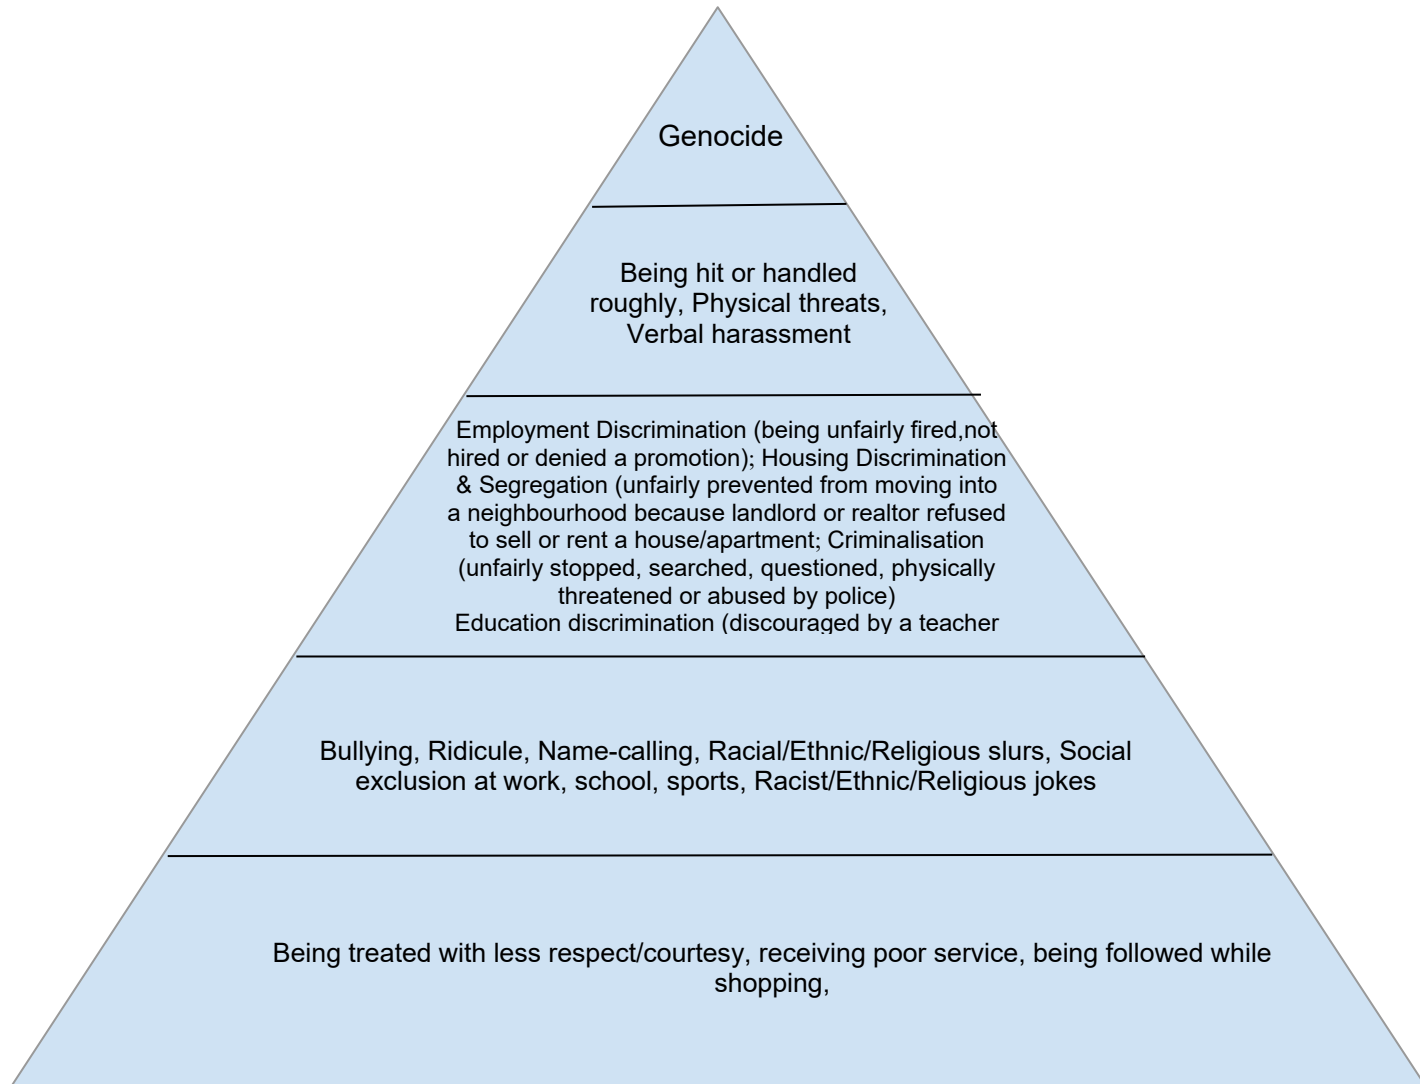 Genocide
Being hit or handled
roughly, Physical threats,
Verbal harassment
Employment Discrimination (being unfairly fired,not
hired or denied a promotion); Housing Discrimination
& Segregation (unfairly prevented from moving into
a neighbourhood because landlord or realtor refused
to sell or rent a house/apartment; Criminalisation
(unfairly stopped, searched, questioned, physically
threatened or abused by police)
Education discrimination (discouraged by a teacher
Bullying, Ridicule, Name-calling, Racial/Ethnic/Religious slurs, Social
exclusion at work, school, sports, Racist/Ethnic/Religious jokes
Being treated with less respect/courtesy, receiving poor service, being followed while
shopping,